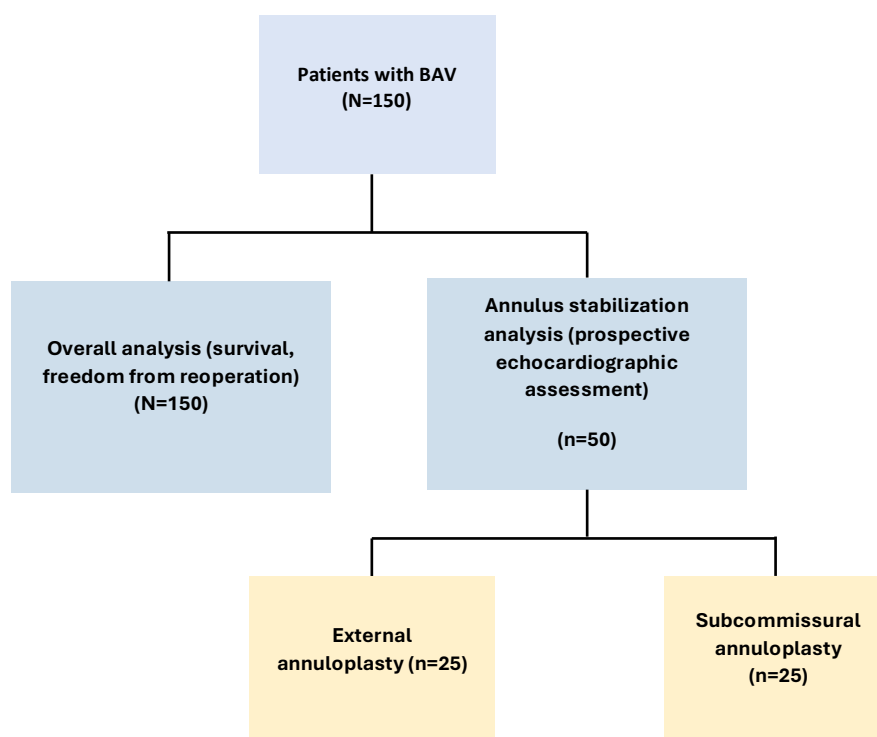 Patients with BAV
(N=150)
Overall analysis (survival,
freedom from reoperation)
(N=150)
Annulus stabilization
analysis (prospective
echocardiographic
assessment)
(n=50)
External
annuloplasty (n=25)
Subcommissural
annuloplasty
(n=25)